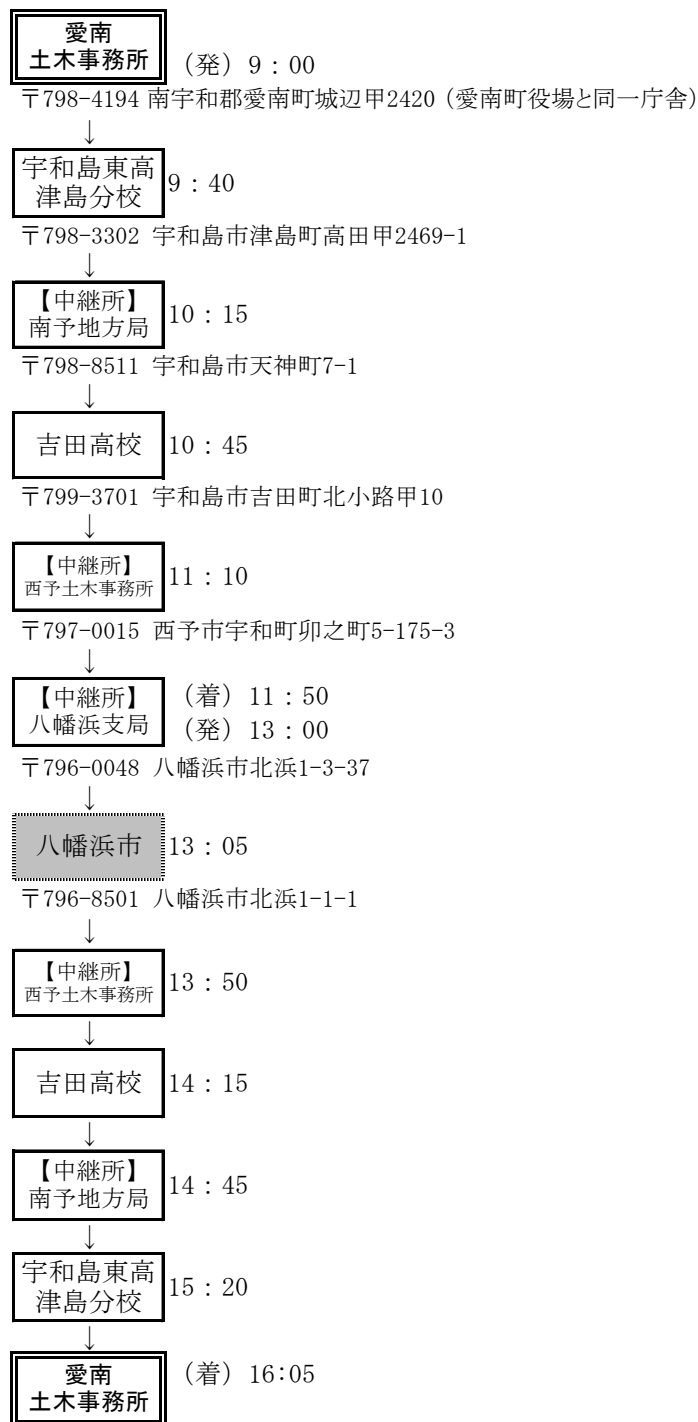 愛南
土木事務所
（発）9：00
〒798-4194 南宇和郡愛南町城辺甲2420（愛南町役場と同一庁舎）
↓
宇和島東高
津島分校
9：40
〒798-3302 宇和島市津島町高田甲2469-1
↓
【中継所】
南予地方局
10：15
〒798-8511 宇和島市天神町7-1
↓
吉田高校
10：45
〒799-3701 宇和島市吉田町北小路甲10
↓
【中継所】
西予土木事務所
11：10
〒797-0015 西予市宇和町卯之町5-175-3
↓
【中継所】
八幡浜支局
（着）11：50
（発）13：00
〒796-0048 八幡浜市北浜1-3-37
↓
八幡浜市
13：05
〒796-8501 八幡浜市北浜1-1-1
↓
【中継所】
西予土木事務所
13：50
↓
吉田高校
14：15
↓
【中継所】
南予地方局
14：45
↓
宇和島東高
津島分校
15：20
↓
愛南
土木事務所
（着）16：05